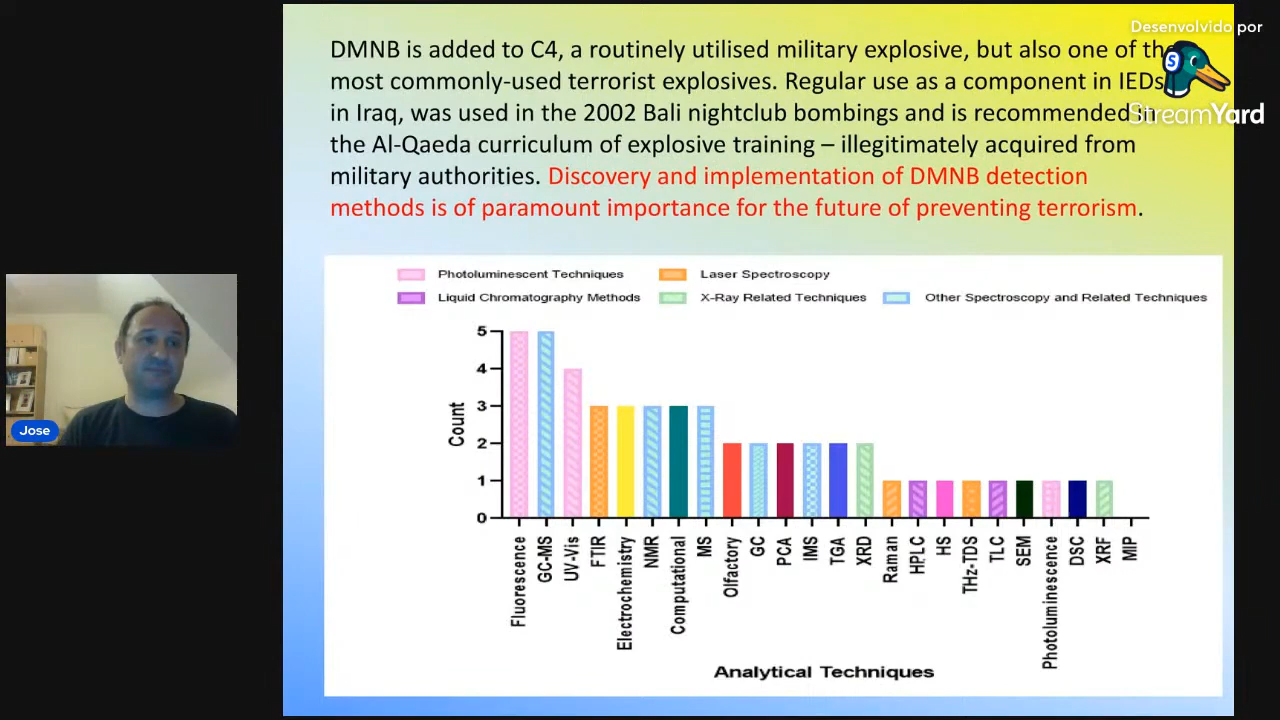 Desenvolvido por
StreamYard
DMNB is added to C4, a routinely utilised military explosive, but also one of the
most commonly-used terrorist explosives. Regular use as a component in IEDs
in Iraq, was used in the 2002 Bali nightclub bombings and is recommended
the Al-Qaeda curriculum of explosive training – illegitimately acquired from
military authorities. Discovery and implementation of DMNB detection
methods is of paramount importance for the future of preventing terrorism.
Photoluminescent Techniques
Laser Spectroscopy
Liquid Chromatography Methods
X-Ray Related Techniques
Other Spectroscopy and Related Techniques
Count
5
4
3
2
1
0
Fluorescence
GC-MS
UV-Vis
FTIR
Electrochemistry
NMR
Computational
MS
Olfactory
GC
PCA
IMS
TGA
XRD
Raman
HPLC
HS
THz-TDS
TLC
SEM
Photoluminescence
DSC
XRF
MIP
Analytical Techniques
Jose